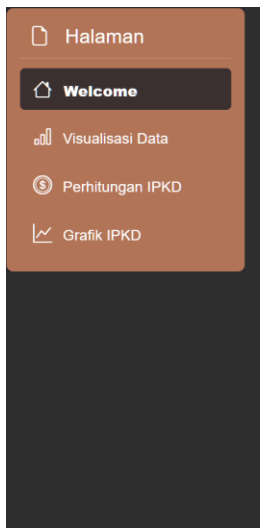 Halaman
Welcome
Visualisasi Data
Perhitungan IPKD
Grafik IPKD